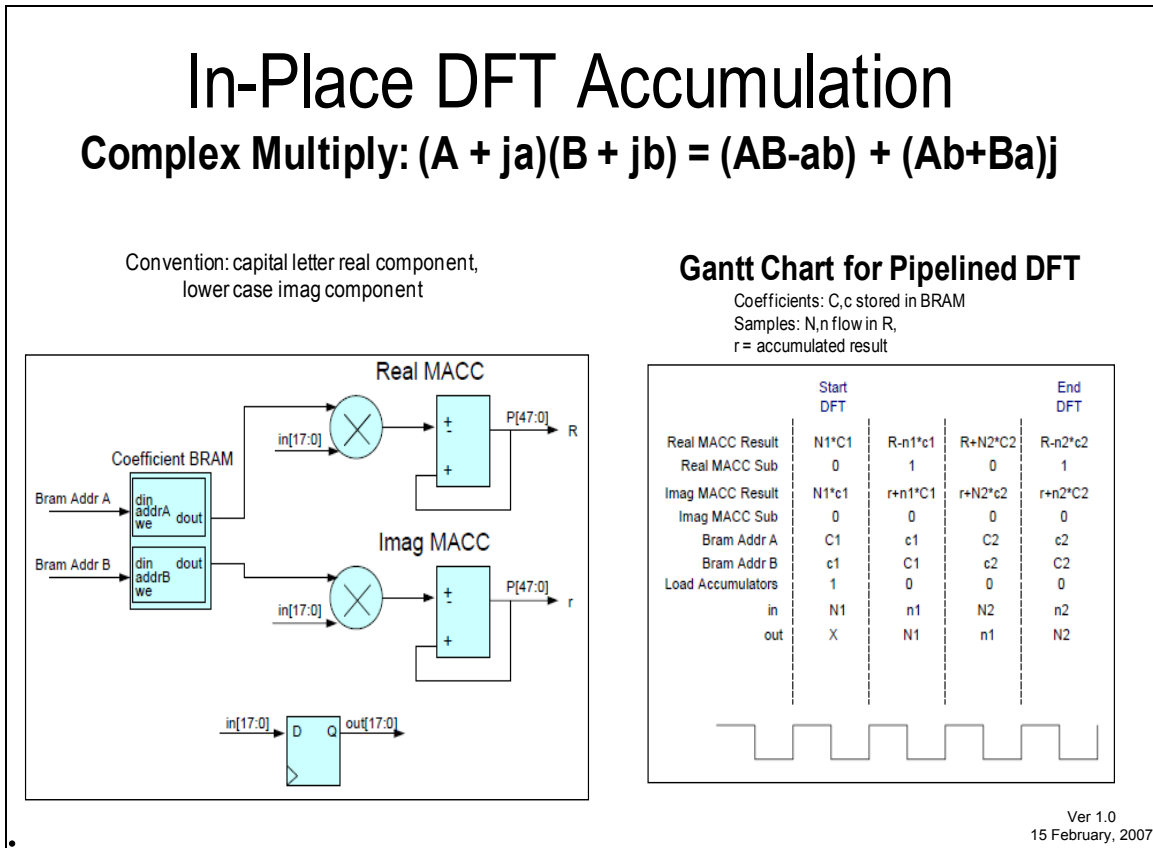 In-Place DFT Accumulation
Complex Multiply: (A + ja)(B + jb) = (AB-ab) + (Ab+Ba)j
Convention: capital letter real component,
lower case imag component
Real MACC
in[17:0]
+
-
+
P[47:0]
R
Coefficient BRAM
Bram Addr A
din
addrA
we
dout
Bram Addr B
din
addrB
we
dout
Imag MACC
in[17:0]
+
-
+
P[47:0]
r
in[17:0]
D
Q
out[17:0]
Gantt Chart for Pipelined DFT
Coefficients: C,c stored in BRAM
Samples: N,n flow in R,
r = accumulated result
Start DFT
End DFT
Real MACC Result N1*C1 R-n1*c1 R+N2*C2 R-n2*c2
Real MACC Sub 0 1 0 1
Imag MACC Result N1*c1 r+n1*C1 r+N2*c2 r+n2*C2
Imag MACC Sub 0 0 0 0
Bram Addr A C1 c1 C2 c2
Bram Addr B c1 C1 c2 C2
Load Accumulators 1 0 0 0
in N1 n1 N2 n2
out X N1 n1 N2
Ver 1.0
15 February, 2007